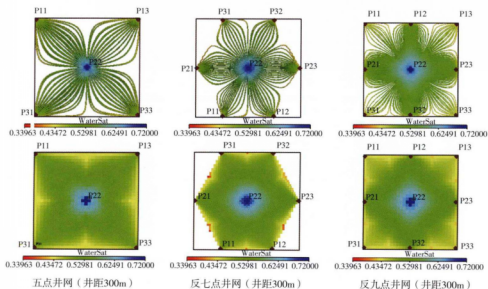 P11 P13
P22
P31 P33
WaterSat
0.33963 0.43472 0.52981 0.62491 0.72000
P31 P32
P21 P22 P23
P11 P12
WaterSat
0.33963 0.43472 0.52981 0.62491 0.72000
P11 P12 P13
P21 P22 P23
P31 P32 P33
WaterSat
0.33963 0.43472 0.52981 0.62491 0.72000
P11 P13
P22
P31 P33
WaterSat
0.33963 0.43472 0.52981 0.62491 0.72000
五点井网（井距300m）
P31 P32
P21 P22 P23
P11 P12
WaterSat
0.33963 0.43472 0.52981 0.62491 0.72000
反七点井网（井距300m）
P11 P12 P13
P21 P22 P23
P31 P32 P33
WaterSat
0.33963 0.43472 0.52981 0.62491 0.72000
反九点井网（井距300m）